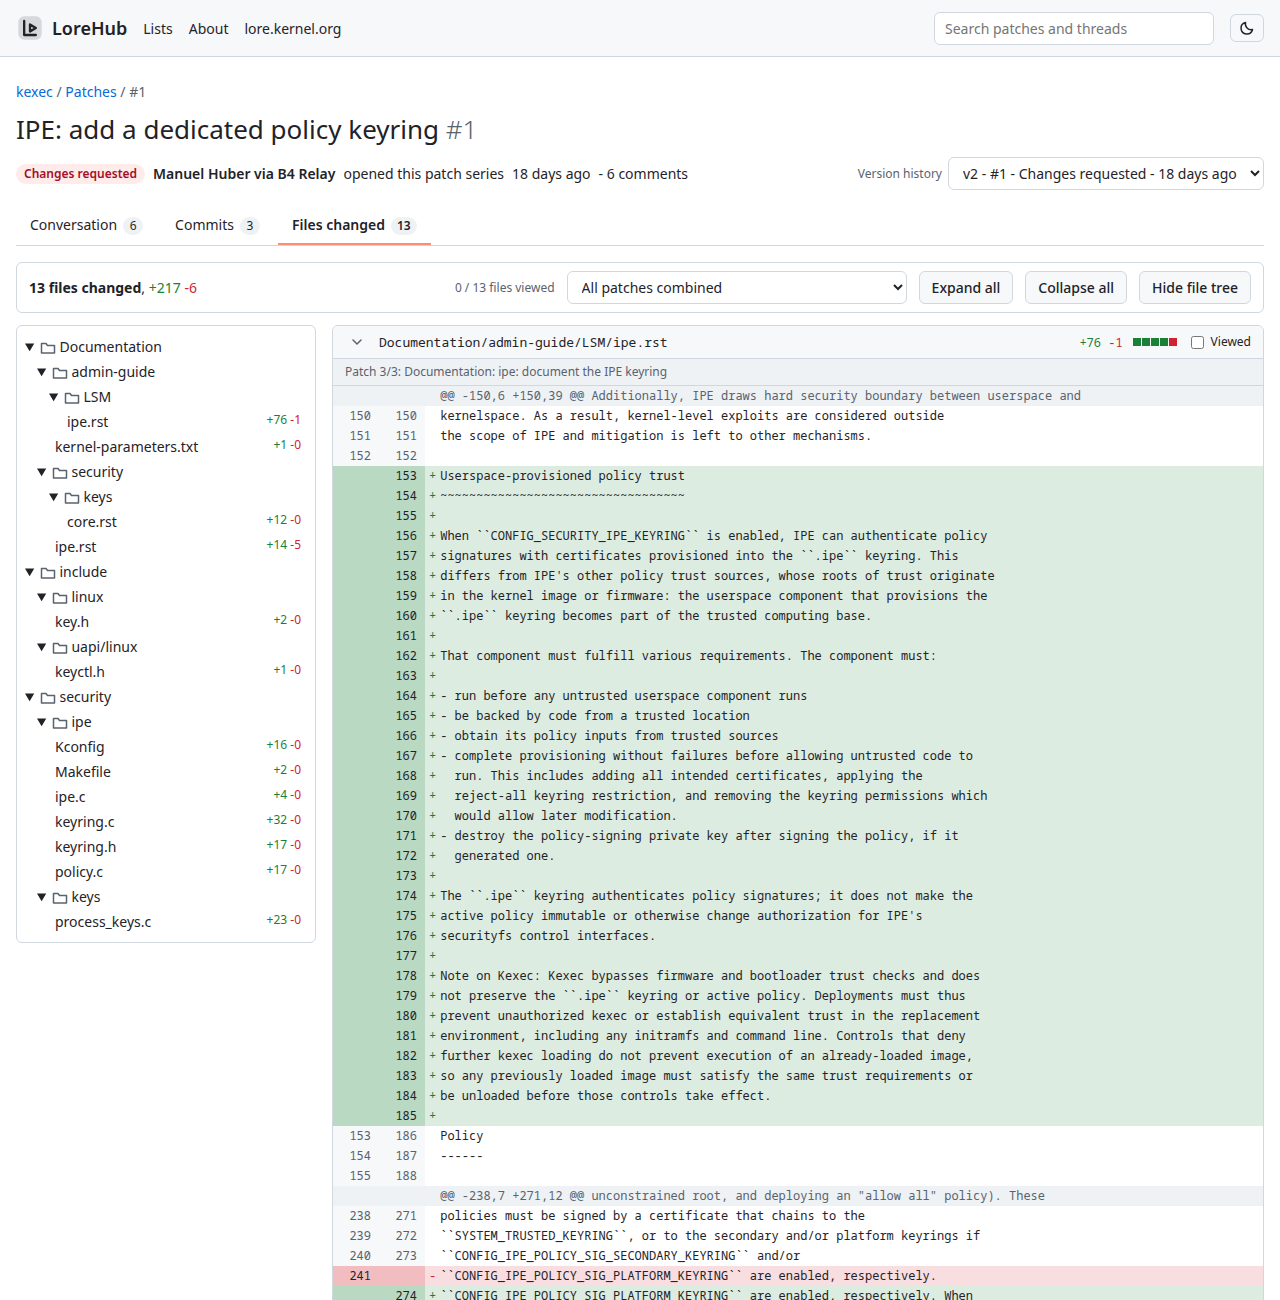 LoreHub Lists About lore.kernel.org Search patches and threads
kexec / Patches / #1
IPE: add a dedicated policy keyring #1
Changes requested Manuel Huber via B4 Relay opened this patch series 18 days ago - 6 comments Version history v2 - #1 - Changes requested - 18 days ago
Conversation 6 Commits 3 Files changed 13
13 files changed, +217 -6 0 / 13 files viewed All patches combined Expand all Collapse all Hide file tree
Documentation
admin-guide
LSM
ipe.rst +76 -1
kernel-parameters.txt +1 -0
security
keys
core.rst +12 -0
ipe.rst +14 -5
include
linux
key.h +2 -0
uapi/linux
keyctl.h +1 -0
security
ipe
Kconfig +16 -0
Makefile +2 -0
ipe.c +4 -0
keyring.c +32 -0
keyring.h +17 -0
policy.c +17 -0
keys
process_keys.c +23 -0
Documentation/admin-guide/LSM/ipe.rst +76 -1 Viewed
Patch 3/3: Documentation: ipe: document the IPE keyring
@@ -150,6 +150,39 @@ Additionally, IPE draws hard security boundary between userspace and
150 150 kernelspace. As a result, kernel-level exploits are considered outside
151 151 the scope of IPE and mitigation is left to other mechanisms.
152 152
153 + Userspace-provisioned policy trust
154 + ~~~~~~~~~~~~~~~~~~~~~~~~~~~~~~~~~~
155 +
156 + When ``CONFIG_SECURITY_IPE_KEYRING`` is enabled, IPE can authenticate policy
157 + signatures with certificates provisioned into the ``.ipe`` keyring. This
158 + differs from IPE's other policy trust sources, whose roots of trust originate
159 + in the kernel image or firmware: the userspace component that provisions the
160 + ``.ipe`` keyring becomes part of the trusted computing base.
161 +
162 + That component must fulfill various requirements. The component must:
163 +
164 + - run before any untrusted userspace component runs
165 + - be backed by code from a trusted location
166 + - obtain its policy inputs from trusted sources
167 + - complete provisioning without failures before allowing untrusted code to
168 + run. This includes adding all intended certificates, applying the
169 + reject-all keyring restriction, and removing the keyring permissions which
170 + would allow later modification.
171 + - destroy the policy-signing private key after signing the policy, if it
172 + generated one.
173 +
174 + The ``.ipe`` keyring authenticates policy signatures; it does not make the
175 + active policy immutable or otherwise change authorization for IPE's
176 + securityfs control interfaces.
177 +
178 + Note on Kexec: Kexec bypasses firmware and bootloader trust checks and does
179 + not preserve the ``.ipe`` keyring or active policy. Deployments must thus
180 + prevent unauthorized kexec or establish equivalent trust in the replacement
181 + environment, including any initramfs and command line. Controls that deny
182 + further kexec loading do not prevent execution of an already-loaded image,
183 + so any previously loaded image must satisfy the same trust requirements or
184 + be unloaded before those controls take effect.
185 +
153 186 Policy
154 187 ------
155 188
@@ -238,7 +271,12 @@ unconstrained root, and deploying an "allow all" policy). These
238 271 policies must be signed by a certificate that chains to the
239 272 ``SYSTEM_TRUSTED_KEYRING``, or to the secondary and/or platform keyrings if
240 273 ``CONFIG_IPE_POLICY_SIG_SECONDARY_KEYRING`` and/or
241 - ``CONFIG_IPE_POLICY_SIG_PLATFORM_KEYRING`` are enabled, respectively.
274 + ``CONFIG_IPE_POLICY_SIG_PLATFORM_KEYRING`` are enabled, respectively. When